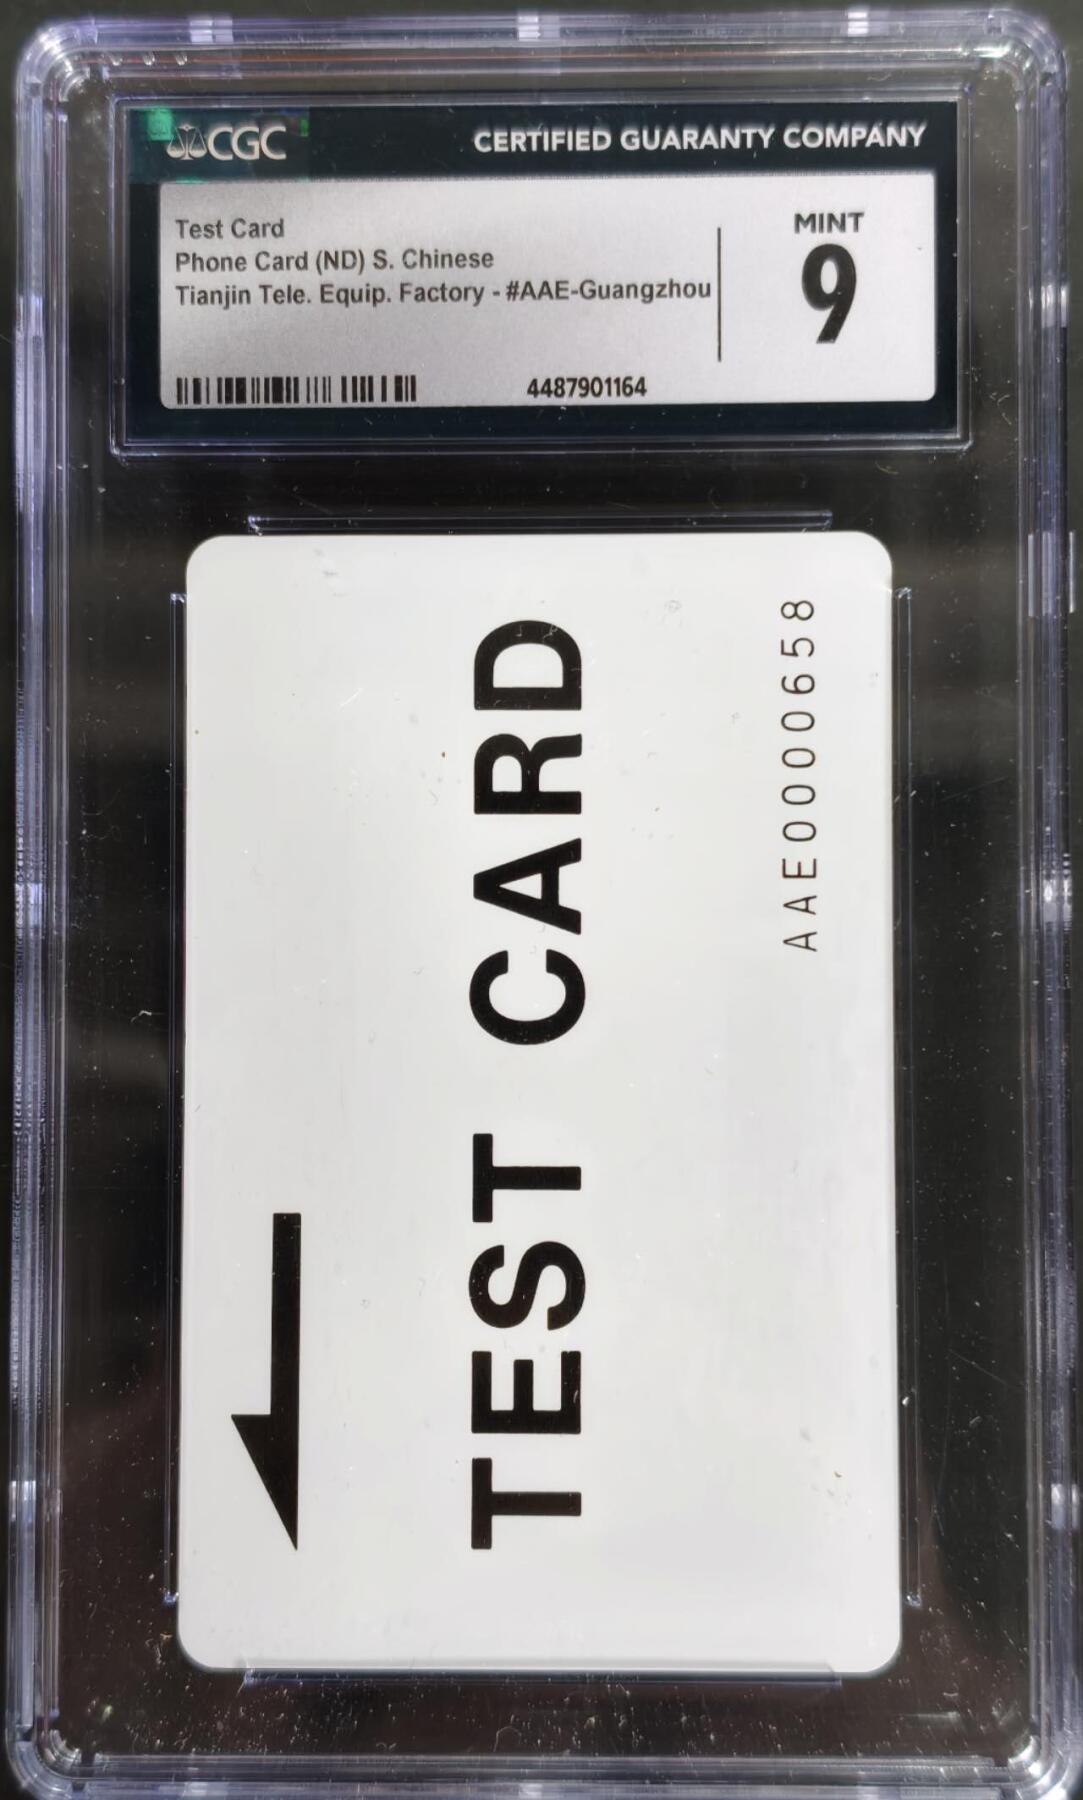 CGC
CERTIFIED GUARANTY COMPANY
Test Card
Phone Card (ND) S. Chinese
Tianjin Tele. Equip. Factory - #AAE-Guangzhou
MINT
9
4487901164
TEST CARD
AAE0000658